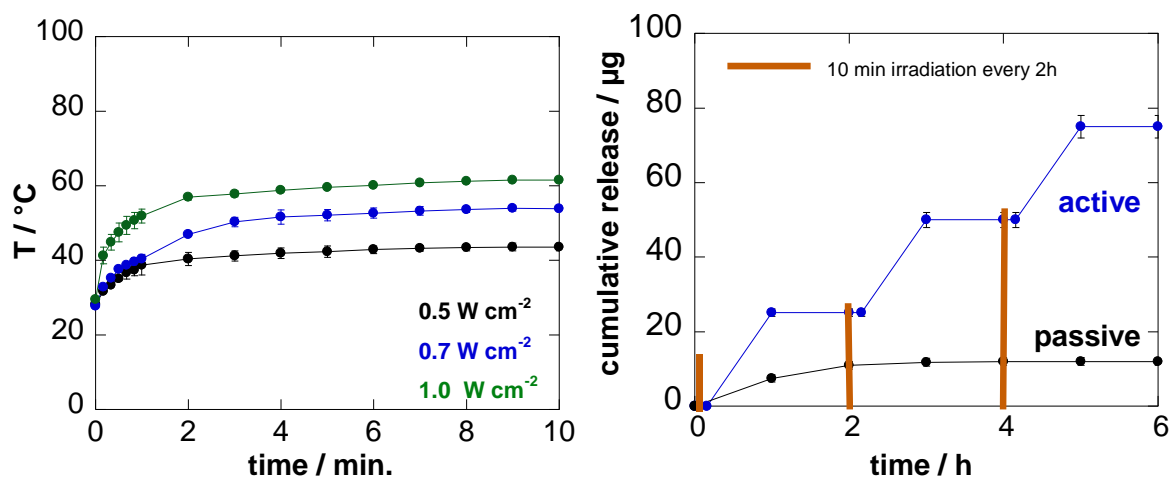 100
80
60
40
20
0
T / °C
0 2 4 6 8 10
time / min.
0.5 W cm-2
0.7 W cm-2
1.0 W cm-2
100
80
60
40
20
0
cumulative release / µg
10 min irradiation every 2h
active
passive
0 2 4 6
time / h